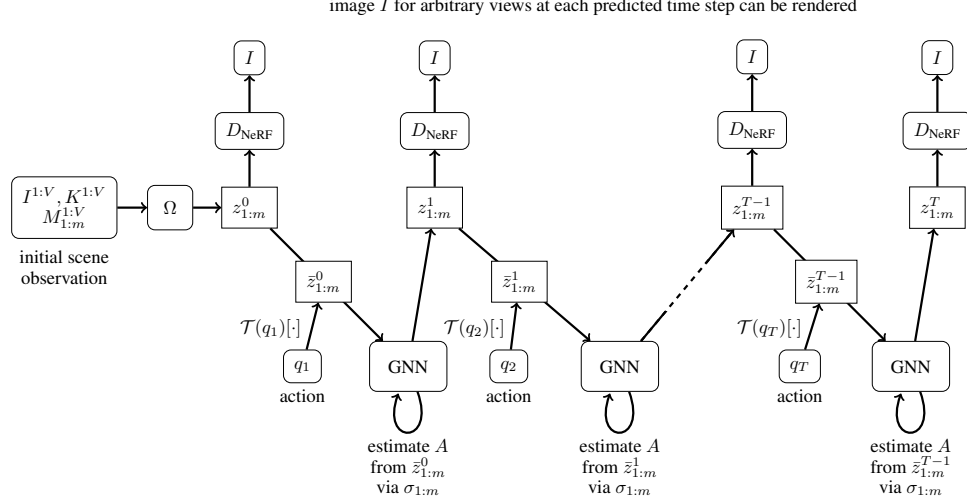 image I for arbitrary views at each predicted time step can be rendered
I I I I
D_NeRF D_NeRF D_NeRF D_NeRF
I^{1:V}, K^{1:V}
M^{1:V}_{1:m}
Ω
z^0_{1:m} z^1_{1:m} z^{T−1}_{1:m} z^T_{1:m}
initial scene
observation
z̄^0_{1:m} z̄^1_{1:m} z̄^{T−1}_{1:m}
𝒯(q_1)[·] 𝒯(q_2)[·] 𝒯(q_T)[·]
q_1 GNN q_2 GNN q_T GNN
action action action
estimate A
from z̄^0_{1:m}
via σ_{1:m}
estimate A
from z̄^1_{1:m}
via σ_{1:m}
estimate A
from z̄^{T−1}_{1:m}
via σ_{1:m}